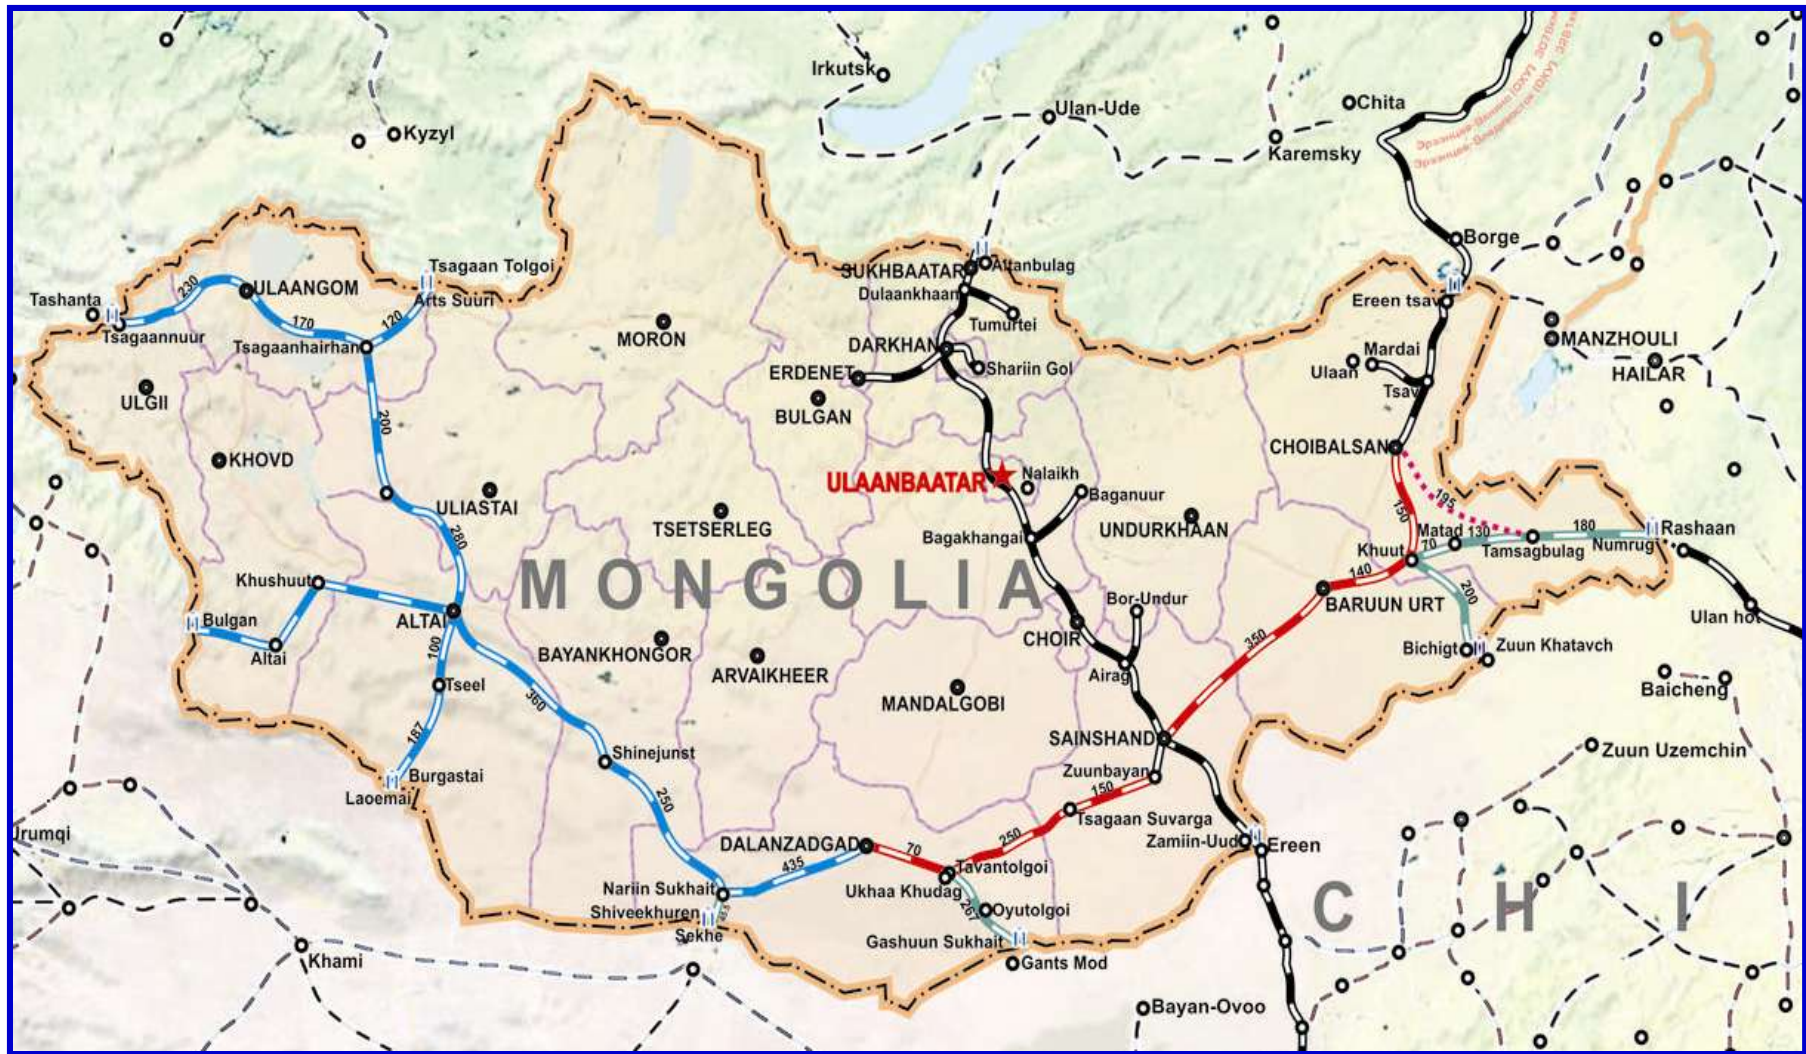 Irkutsk
Ulan-Ude
Chita
Karemsky
Kyzyl
Borge
Эрээнцав-Ванино (ОХУ)
Эрээнцав-Владивосток (ОХУ)
Tsagaan Tolgoi
Arts Suuri
ULAANGOM
230
170
120
Tashanta
Tsagaannuur
Tsagaanhairhan
SUKHBAATAR
Altanbulag
Dulaankhaan
Tumurtei
DARKHAN
Shariin Gol
ERDENET
BULGAN
MORON
Ereen tsav
Mardai
Ulaan
Tsav
MANZHOULI
HAILAR
ULGII
KHOVD
200
ULIASTAI
280
TSETSERLEG
ULAANBAATAR
Nalaikh
Baganuur
Bagakhangai
UNDURKHAAN
CHOIBALSAN
195
150
Matad
130
180
Rashaan
Numrug
Tamsagbulag
70
Khuut
140
200
BARUUN URT
Ulan hot
MONGOLIA
Khushuut
Bulgan
Altai
ALTAI
100
Tseel
187
Burgastai
Laoemai
BAYANKHONGOR
ARVAIKHEER
MANDALGOBI
Bor-Undur
CHOIR
Airag
350
Bichigt
Zuun Khatavch
Baicheng
Zuun Uzemchin
360
Shinejunst
250
SAINSHAND
Zuunbayan
150
Tsagaan Suvarga
Zamiin-Uud
Ereen
250
DALANZADGAD
70
Tavantolgoi
Ukhaa Khudag
267
Oyutolgoi
Gashuun Sukhait
Gants Mod
435
Nariin Sukhait
Shiveekhuren
Sekhe
Urumqi
Khami
Bayan-Ovoo
C H I